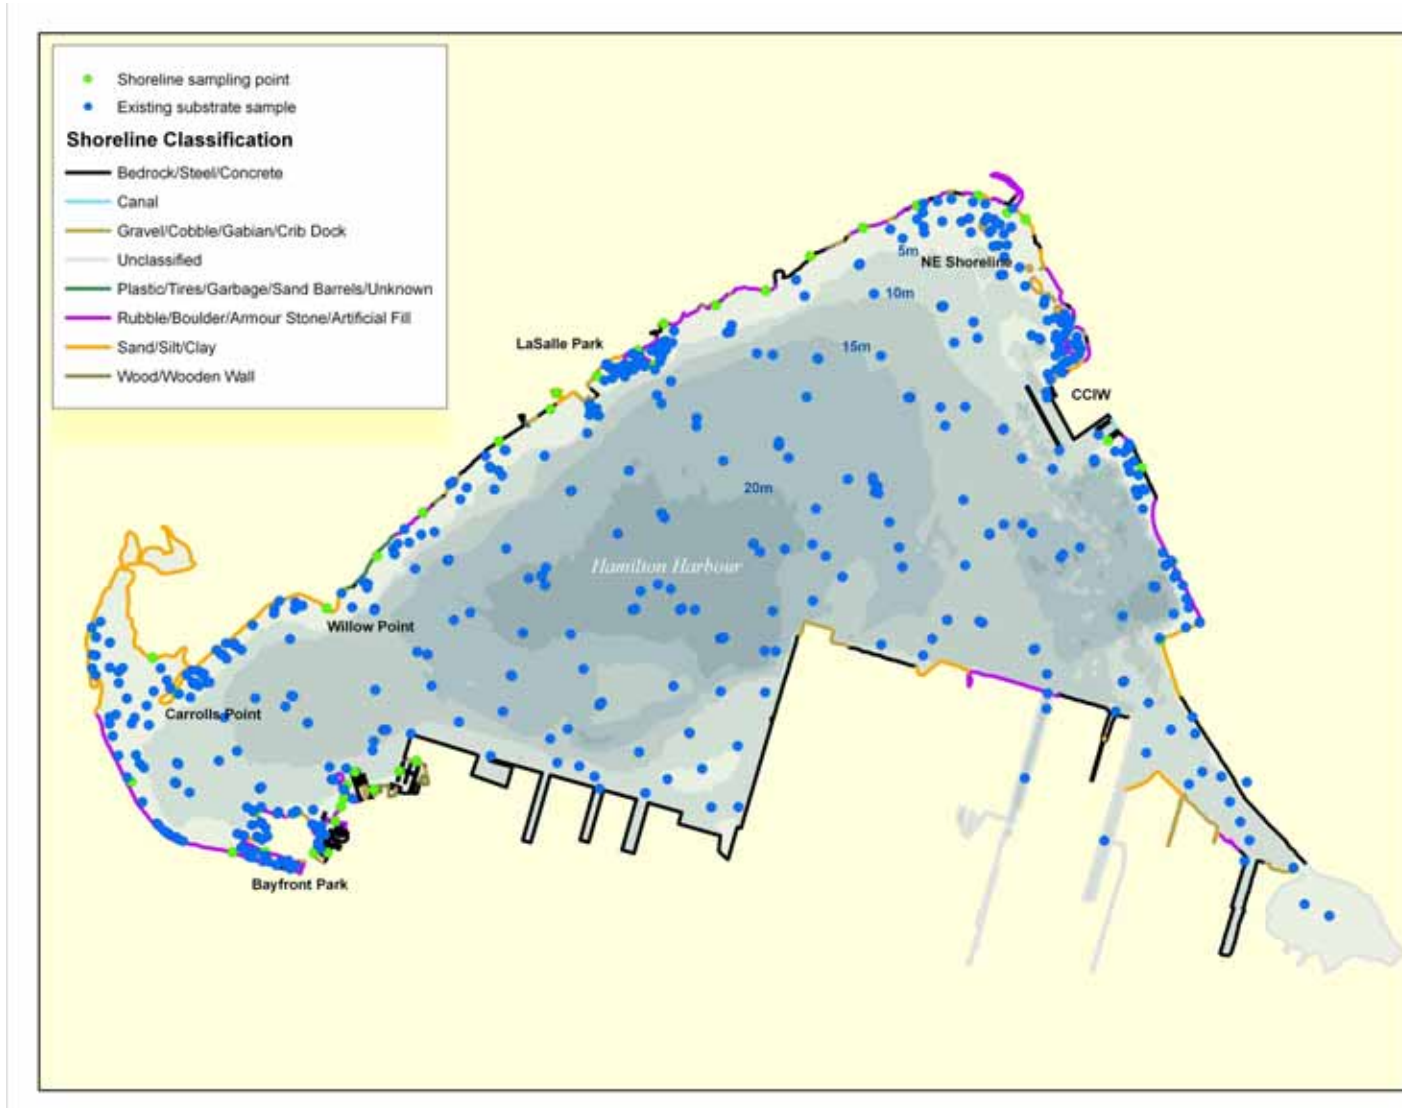 Shoreline sampling point
Existing substrate sample
Shoreline Classification
Bedrock/Steel/Concrete
Canal
Gravel/Cobble/Gabian/Crib Dock
Unclassified
Plastic/Tires/Garbage/Sand Barrels/Unknown
Rubble/Boulder/Armour Stone/Artificial Fill
Sand/Silt/Clay
Wood/Wooden Wall
5m
NE Shoreline
10m
LaSalle Park
15m
CCIW
20m
Hamilton Harbour
Willow Point
Carrolls Point
Bayfront Park